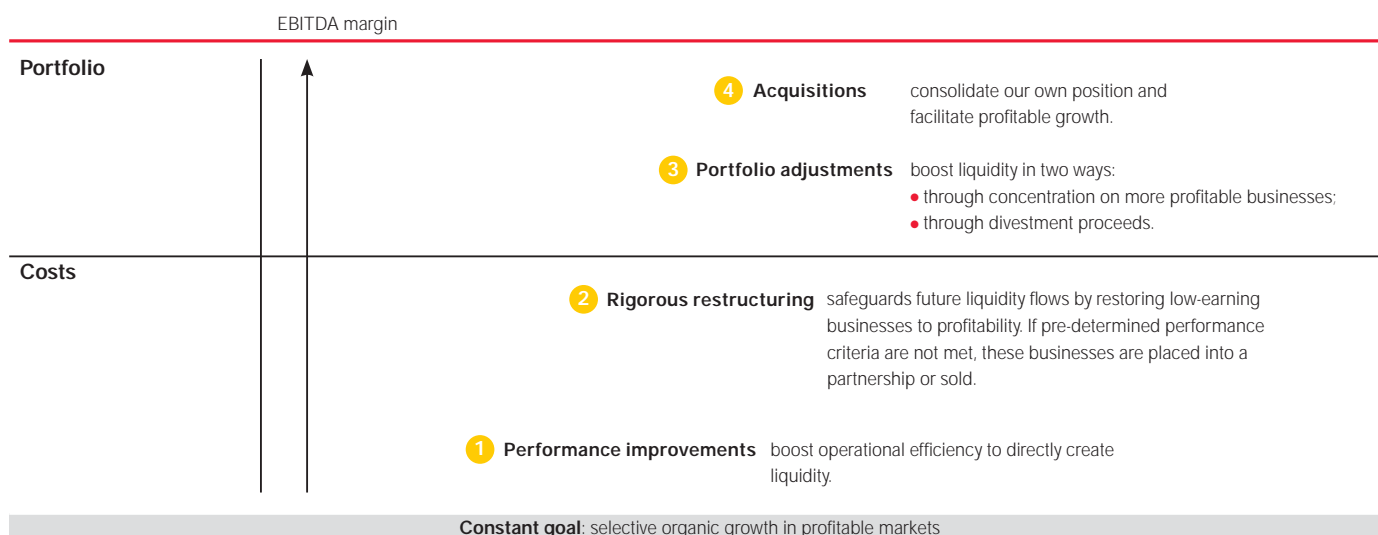 EBITDA margin
Portfolio
4 Acquisitions consolidate our own position and
facilitate profitable growth.
3 Portfolio adjustments boost liquidity in two ways:
• through concentration on more profitable businesses;
• through divestment proceeds.
Costs
2 Rigorous restructuring safeguards future liquidity flows by restoring low-earning
businesses to profitability. If pre-determined performance
criteria are not met, these businesses are placed into a
partnership or sold.
1 Performance improvements boost operational efficiency to directly create
liquidity.
Constant goal: selective organic growth in profitable markets